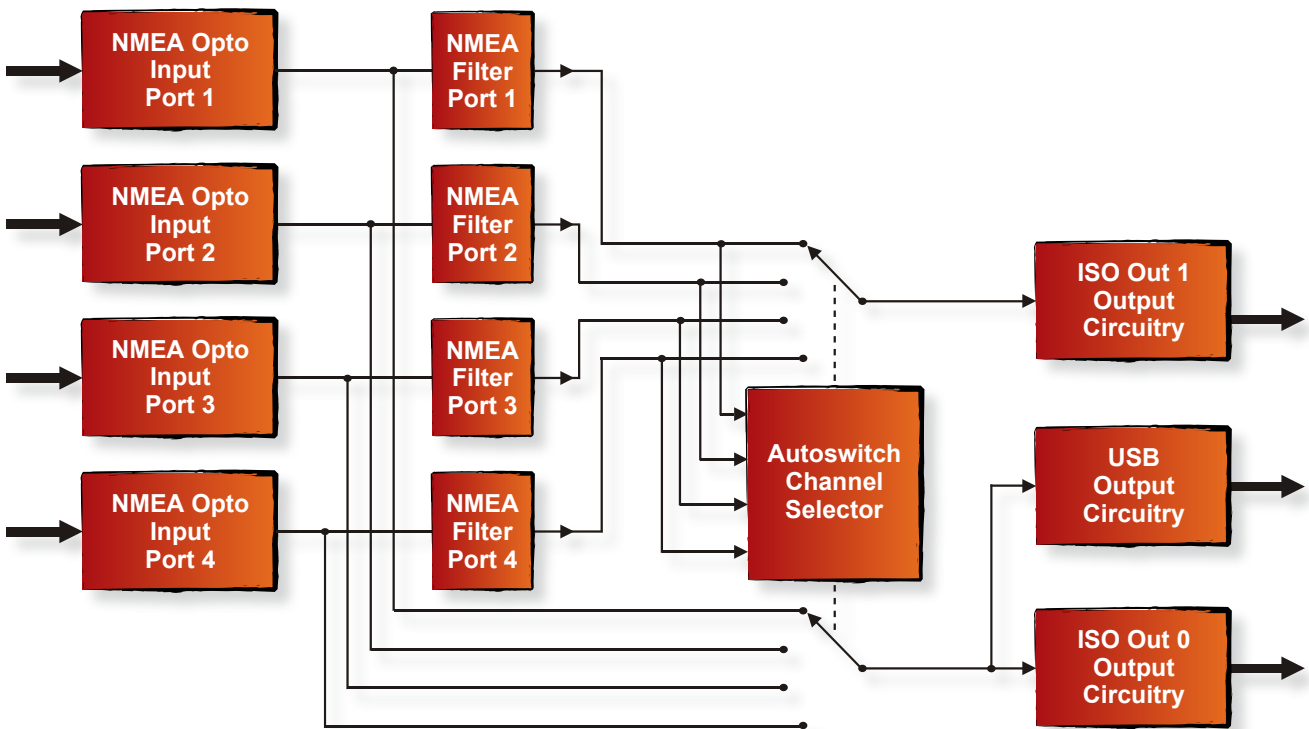 NMEA Opto
Input
Port 1
NMEA
Filter
Port 1
NMEA Opto
Input
Port 2
NMEA
Filter
Port 2
ISO Out 1
Output
Circuitry
NMEA Opto
Input
Port 3
NMEA
Filter
Port 3
Autoswitch
Channel
Selector
USB
Output
Circuitry
NMEA Opto
Input
Port 4
NMEA
Filter
Port 4
ISO Out 0
Output
Circuitry